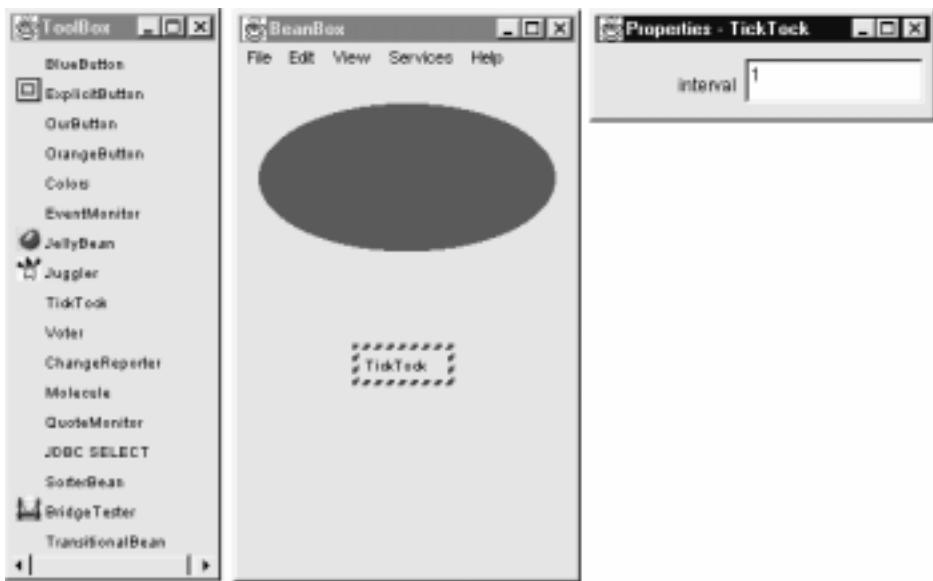 ToolBox
BlueButton
ExplicitButton
OurButton
OrangeButton
Colors
EventMonitor
JellyBean
Juggler
TickTock
Voter
ChangeReporter
Molecule
QuoteMonitor
JDBC SELECT
SorterBean
BridgeTester
TransitionalBean
BeanBox
File Edit View Services Help
TickTock
Properties - TickTock
interval 1